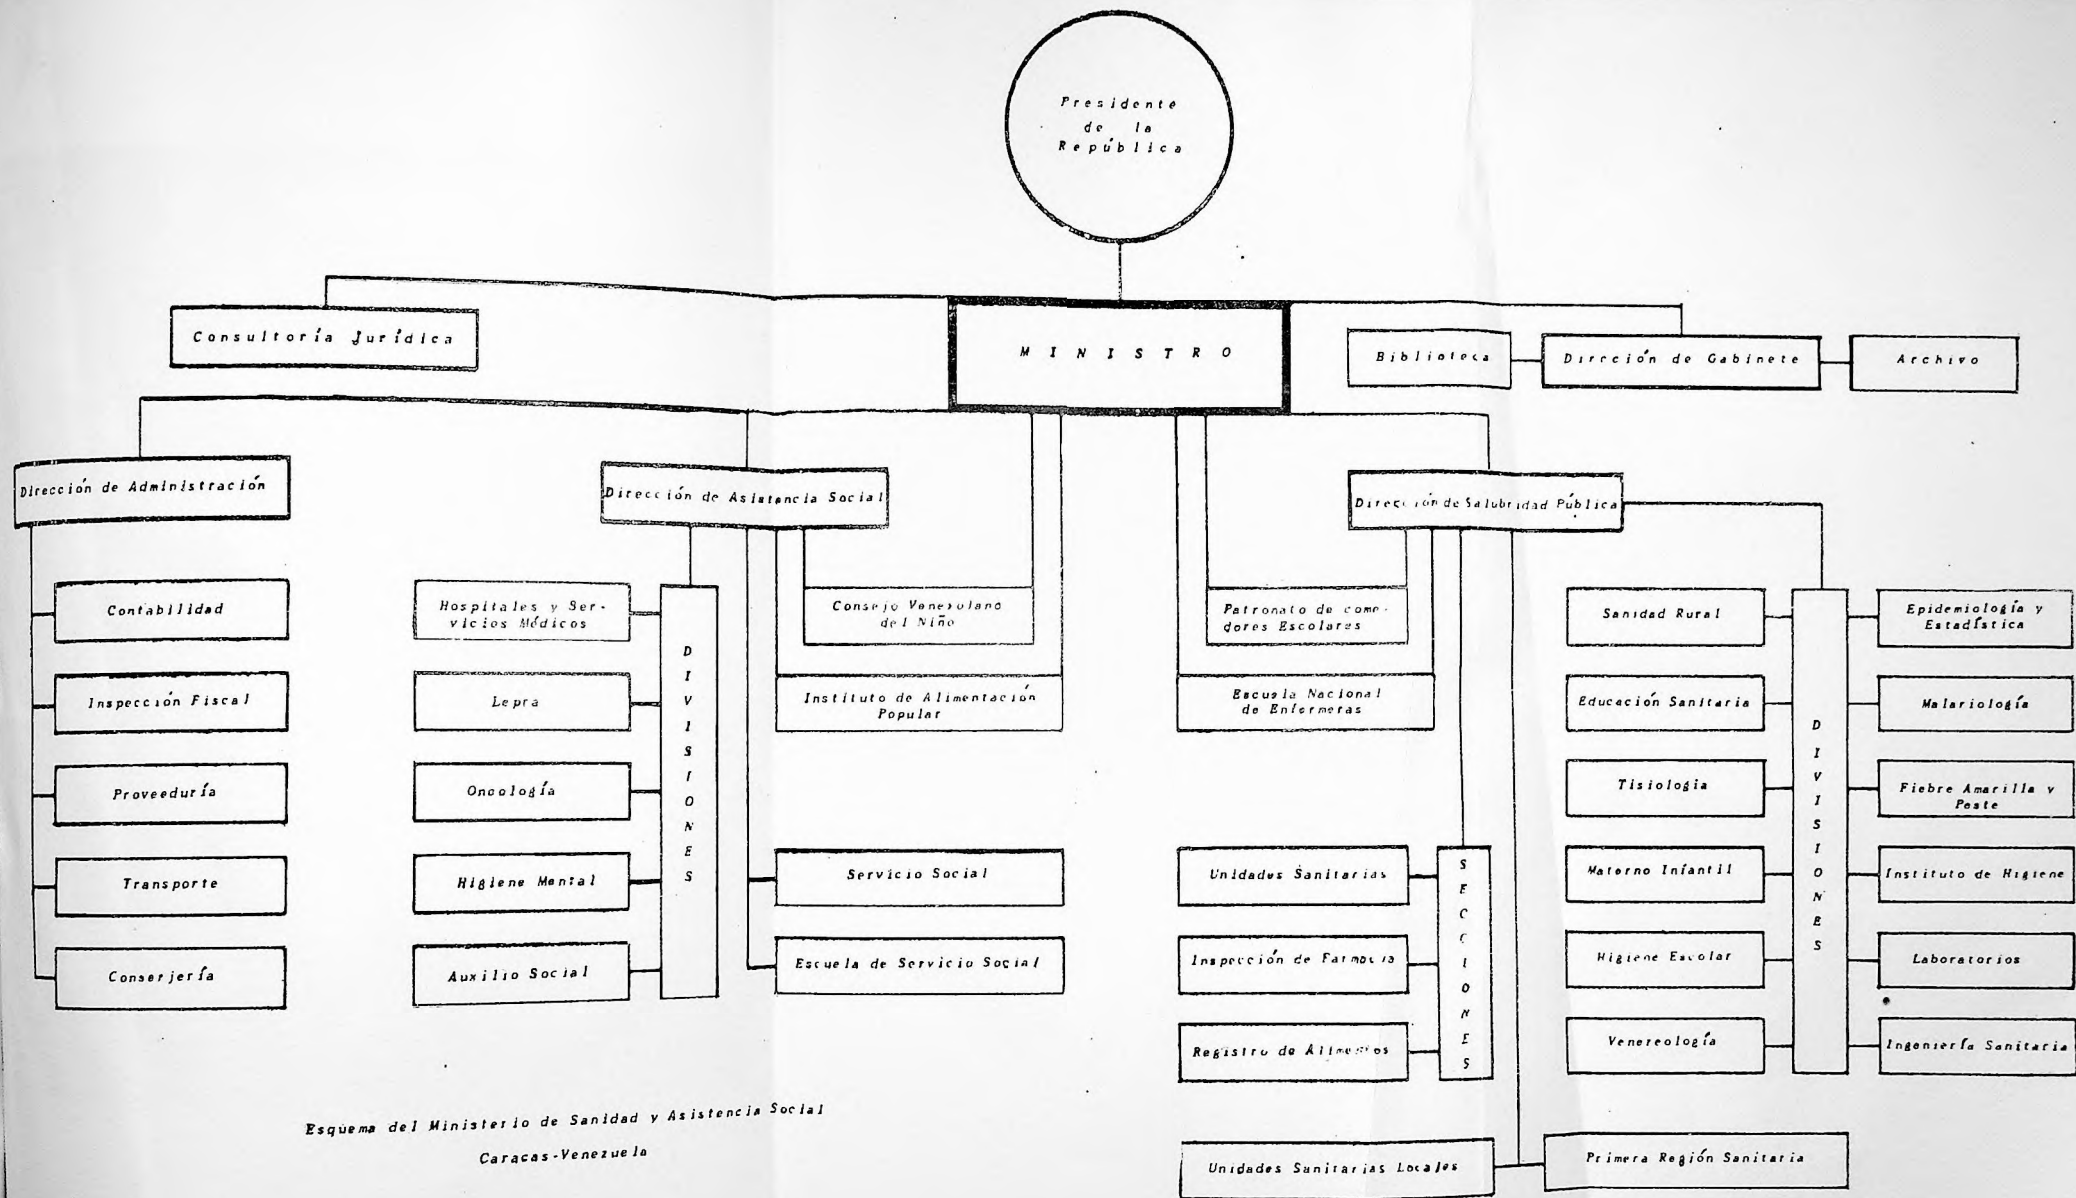 Presidente
de la
República
Consultoría Jurídica
MINISTRO
Biblioteca
Dirección de Gabinete
Archivo
Dirección de Administración
Dirección de Asistencia Social
Dirección de Salubridad Pública
Contabilidad
Inspección Fiscal
Proveeduría
Transporte
Conserjería
Hospitales y Ser-
vicios Médicos
Lepra
Oncología
Higiene Mental
Auxilio Social
DIVISIONES
Consejo Venezolano
del Niño
Instituto de Alimentación
Popular
Servicio Social
Escuela de Servicio Social
Patronato de come-
dores Escolares
Escuela Nacional
de Enfermeras
Unidades Sanitarias
Inspección de Farmacia
Registro de Alimentos
SECCIONES
Unidades Sanitarias Locales
Primera Región Sanitaria
Sanidad Rural
Educación Sanitaria
Tisiologia
Materno Infantil
Higiene Escolar
Venereología
DIVISIONES
Epidemiología y
Estadística
Malariología
Fiebre Amarilla y
Peste
Instituto de Higiene
Laboratorios
Ingeniería Sanitaria
Esquema del Ministerio de Sanidad y Asistencia Social
Caracas-Venezuela